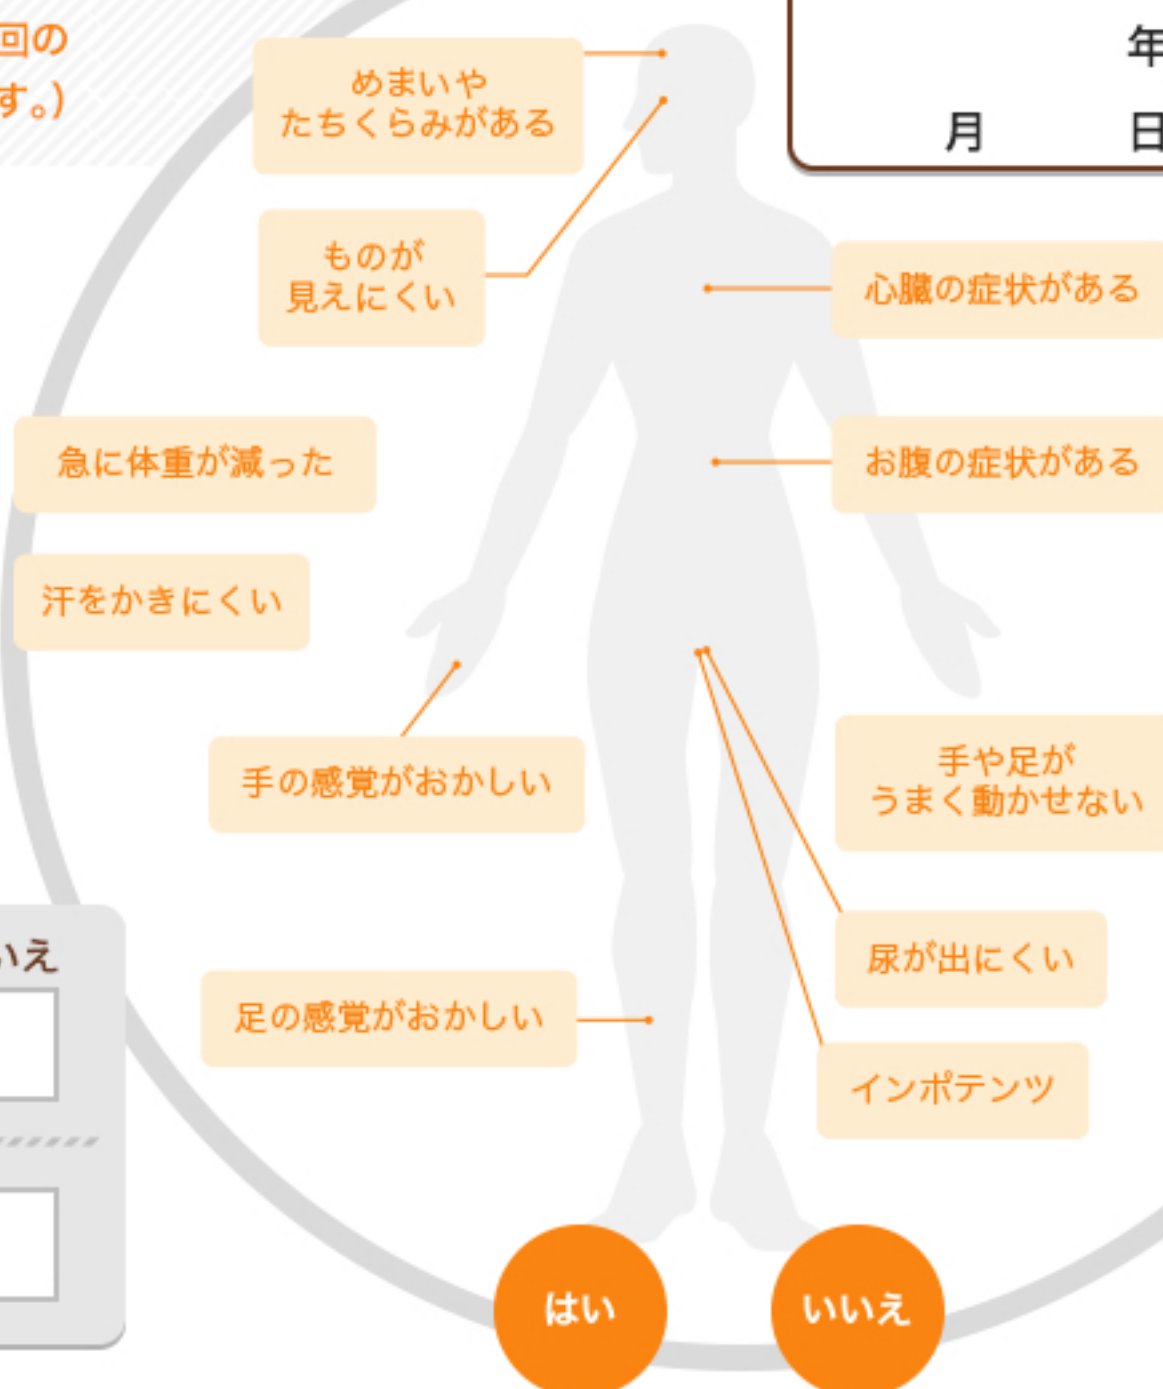 回の
す。)
年
月 日
めまいや
たちくらみがある
ものが
見えにくい
心臓の症状がある
急に体重が減った
お腹の症状がある
汗をかきにくい
手の感覚がおかしい
手や足が
うまく動かせない
いえ
尿が出にくい
足の感覚がおかしい
インポテンツ
はい
いいえ